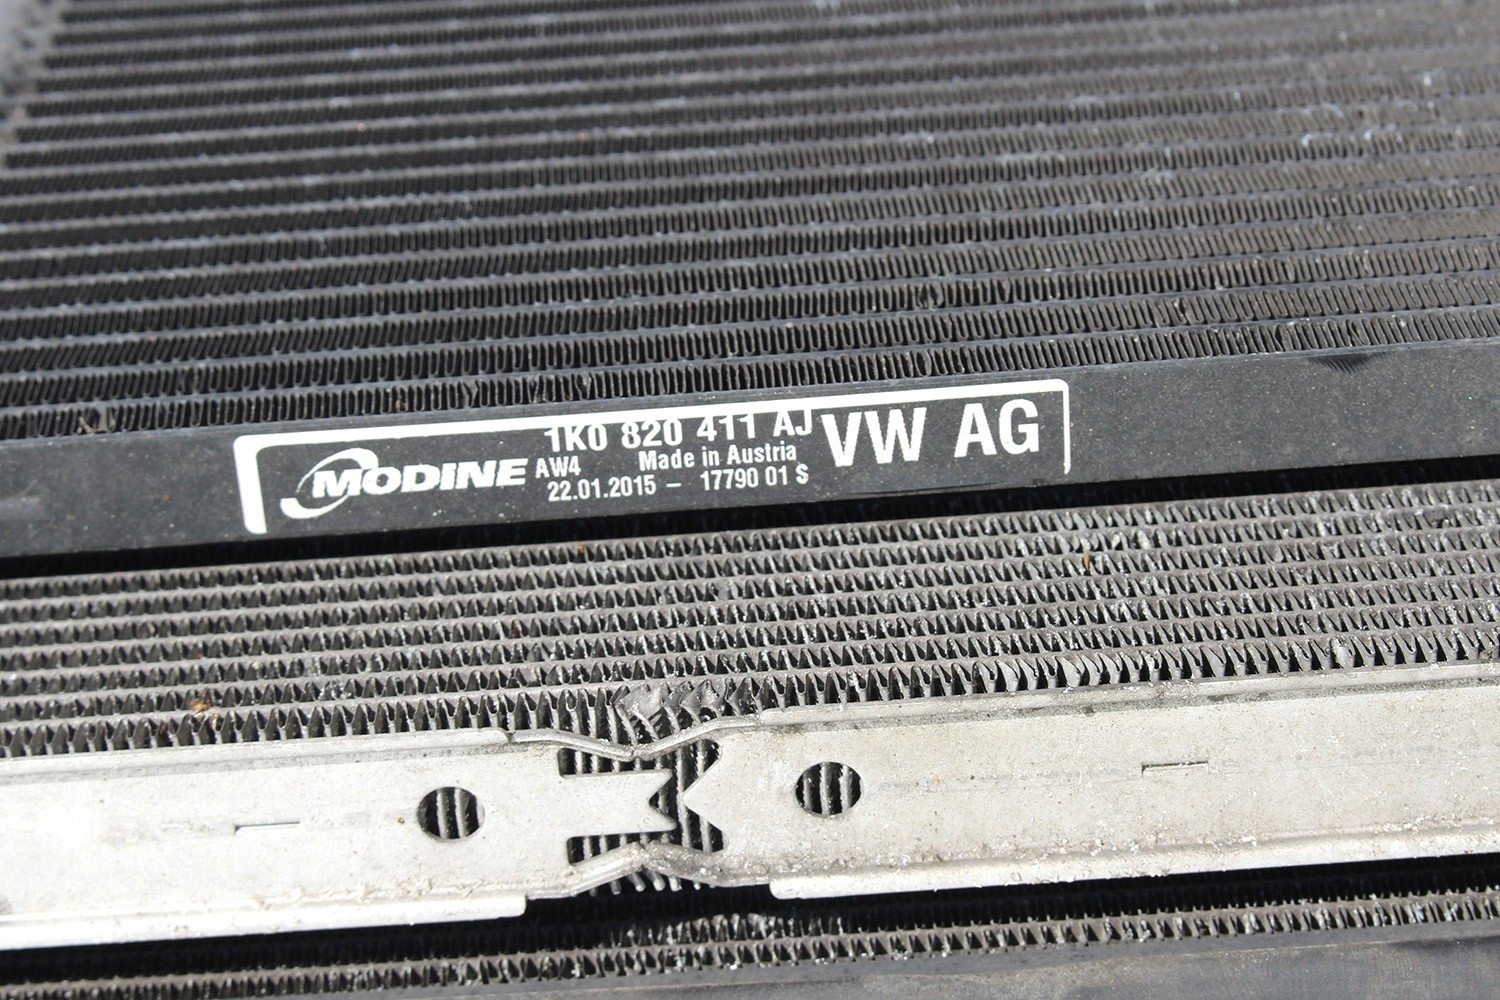 1K0 820 411 AJ
MODINE AW4 Made in Austria VW AG
22.01.2015 – 17790 01 S